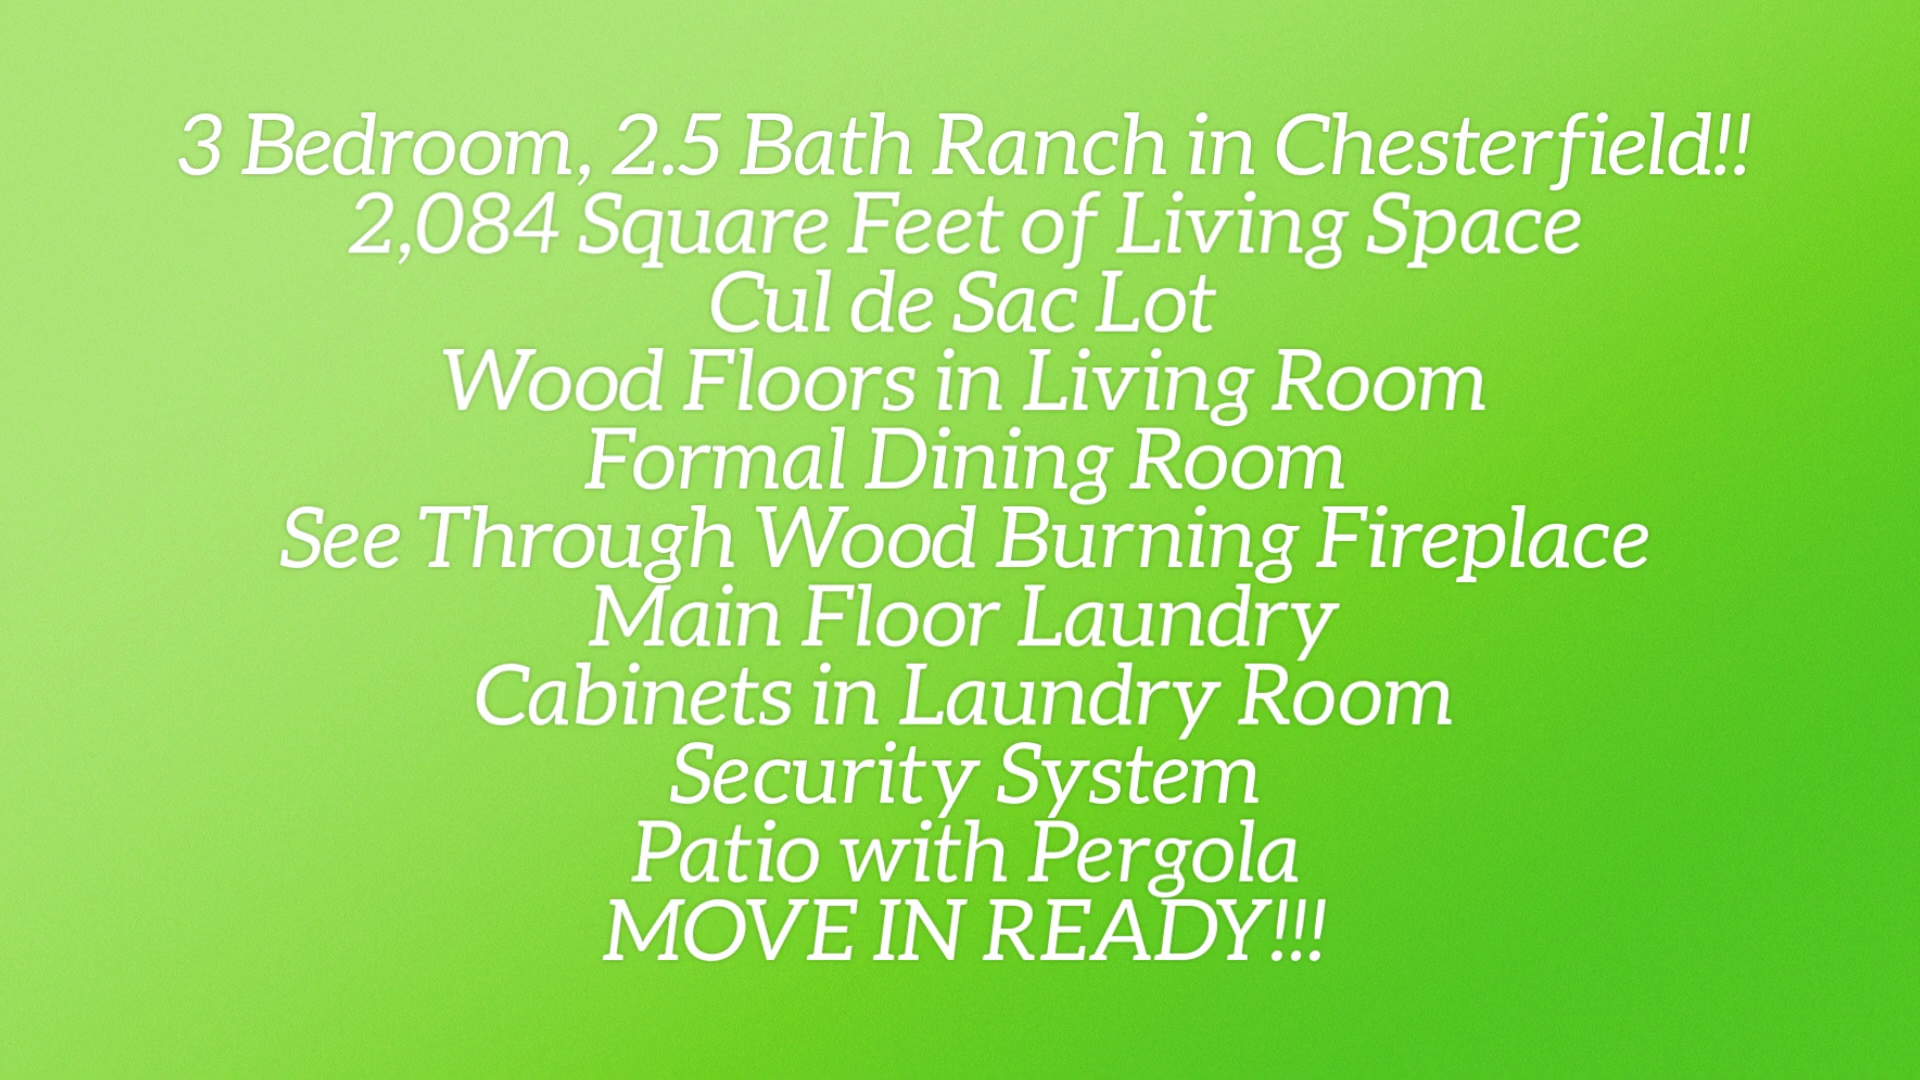 3 Bedroom, 2.5 Bath Ranch in Chesterfield!!
2,084 Square Feet of Living Space
Cul de Sac Lot
Wood Floors in Living Room
Formal Dining Room
See Through Wood Burning Fireplace
Main Floor Laundry
Cabinets in Laundry Room
Security System
Patio with Pergola
MOVE IN READY!!!